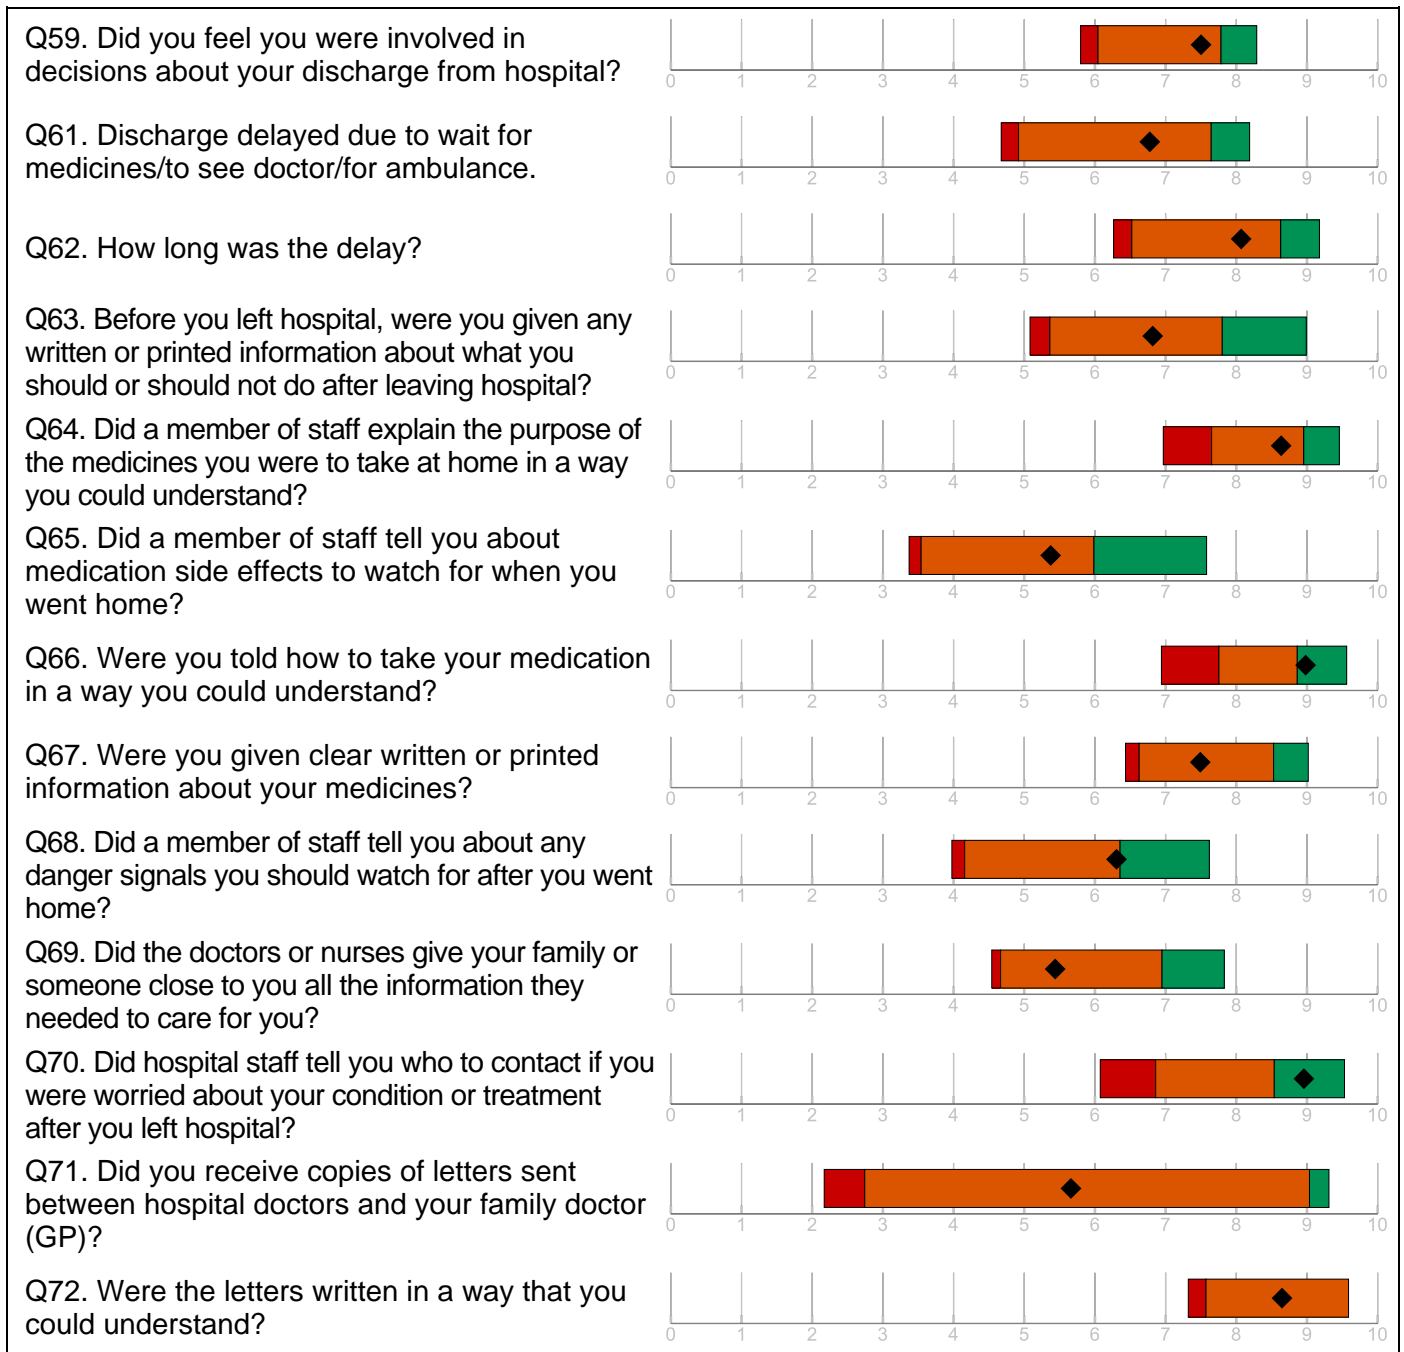 Q59. Did you feel you were involved in
decisions about your discharge from hospital?
0 1 2 3 4 5 6 7 8 9 10
Q61. Discharge delayed due to wait for
medicines/to see doctor/for ambulance.
0 1 2 3 4 5 6 7 8 9 10
Q62. How long was the delay?
0 1 2 3 4 5 6 7 8 9 10
Q63. Before you left hospital, were you given any
written or printed information about what you
should or should not do after leaving hospital?
0 1 2 3 4 5 6 7 8 9 10
Q64. Did a member of staff explain the purpose of
the medicines you were to take at home in a way
you could understand?
0 1 2 3 4 5 6 7 8 9 10
Q65. Did a member of staff tell you about
medication side effects to watch for when you
went home?
0 1 2 3 4 5 6 7 8 9 10
Q66. Were you told how to take your medication
in a way you could understand?
0 1 2 3 4 5 6 7 8 9 10
Q67. Were you given clear written or printed
information about your medicines?
0 1 2 3 4 5 6 7 8 9 10
Q68. Did a member of staff tell you about any
danger signals you should watch for after you went
home?
0 1 2 3 4 5 6 7 8 9 10
Q69. Did the doctors or nurses give your family or
someone close to you all the information they
needed to care for you?
0 1 2 3 4 5 6 7 8 9 10
Q70. Did hospital staff tell you who to contact if you
were worried about your condition or treatment
after you left hospital?
0 1 2 3 4 5 6 7 8 9 10
Q71. Did you receive copies of letters sent
between hospital doctors and your family doctor
(GP)?
0 1 2 3 4 5 6 7 8 9 10
Q72. Were the letters written in a way that you
could understand?
0 1 2 3 4 5 6 7 8 9 10